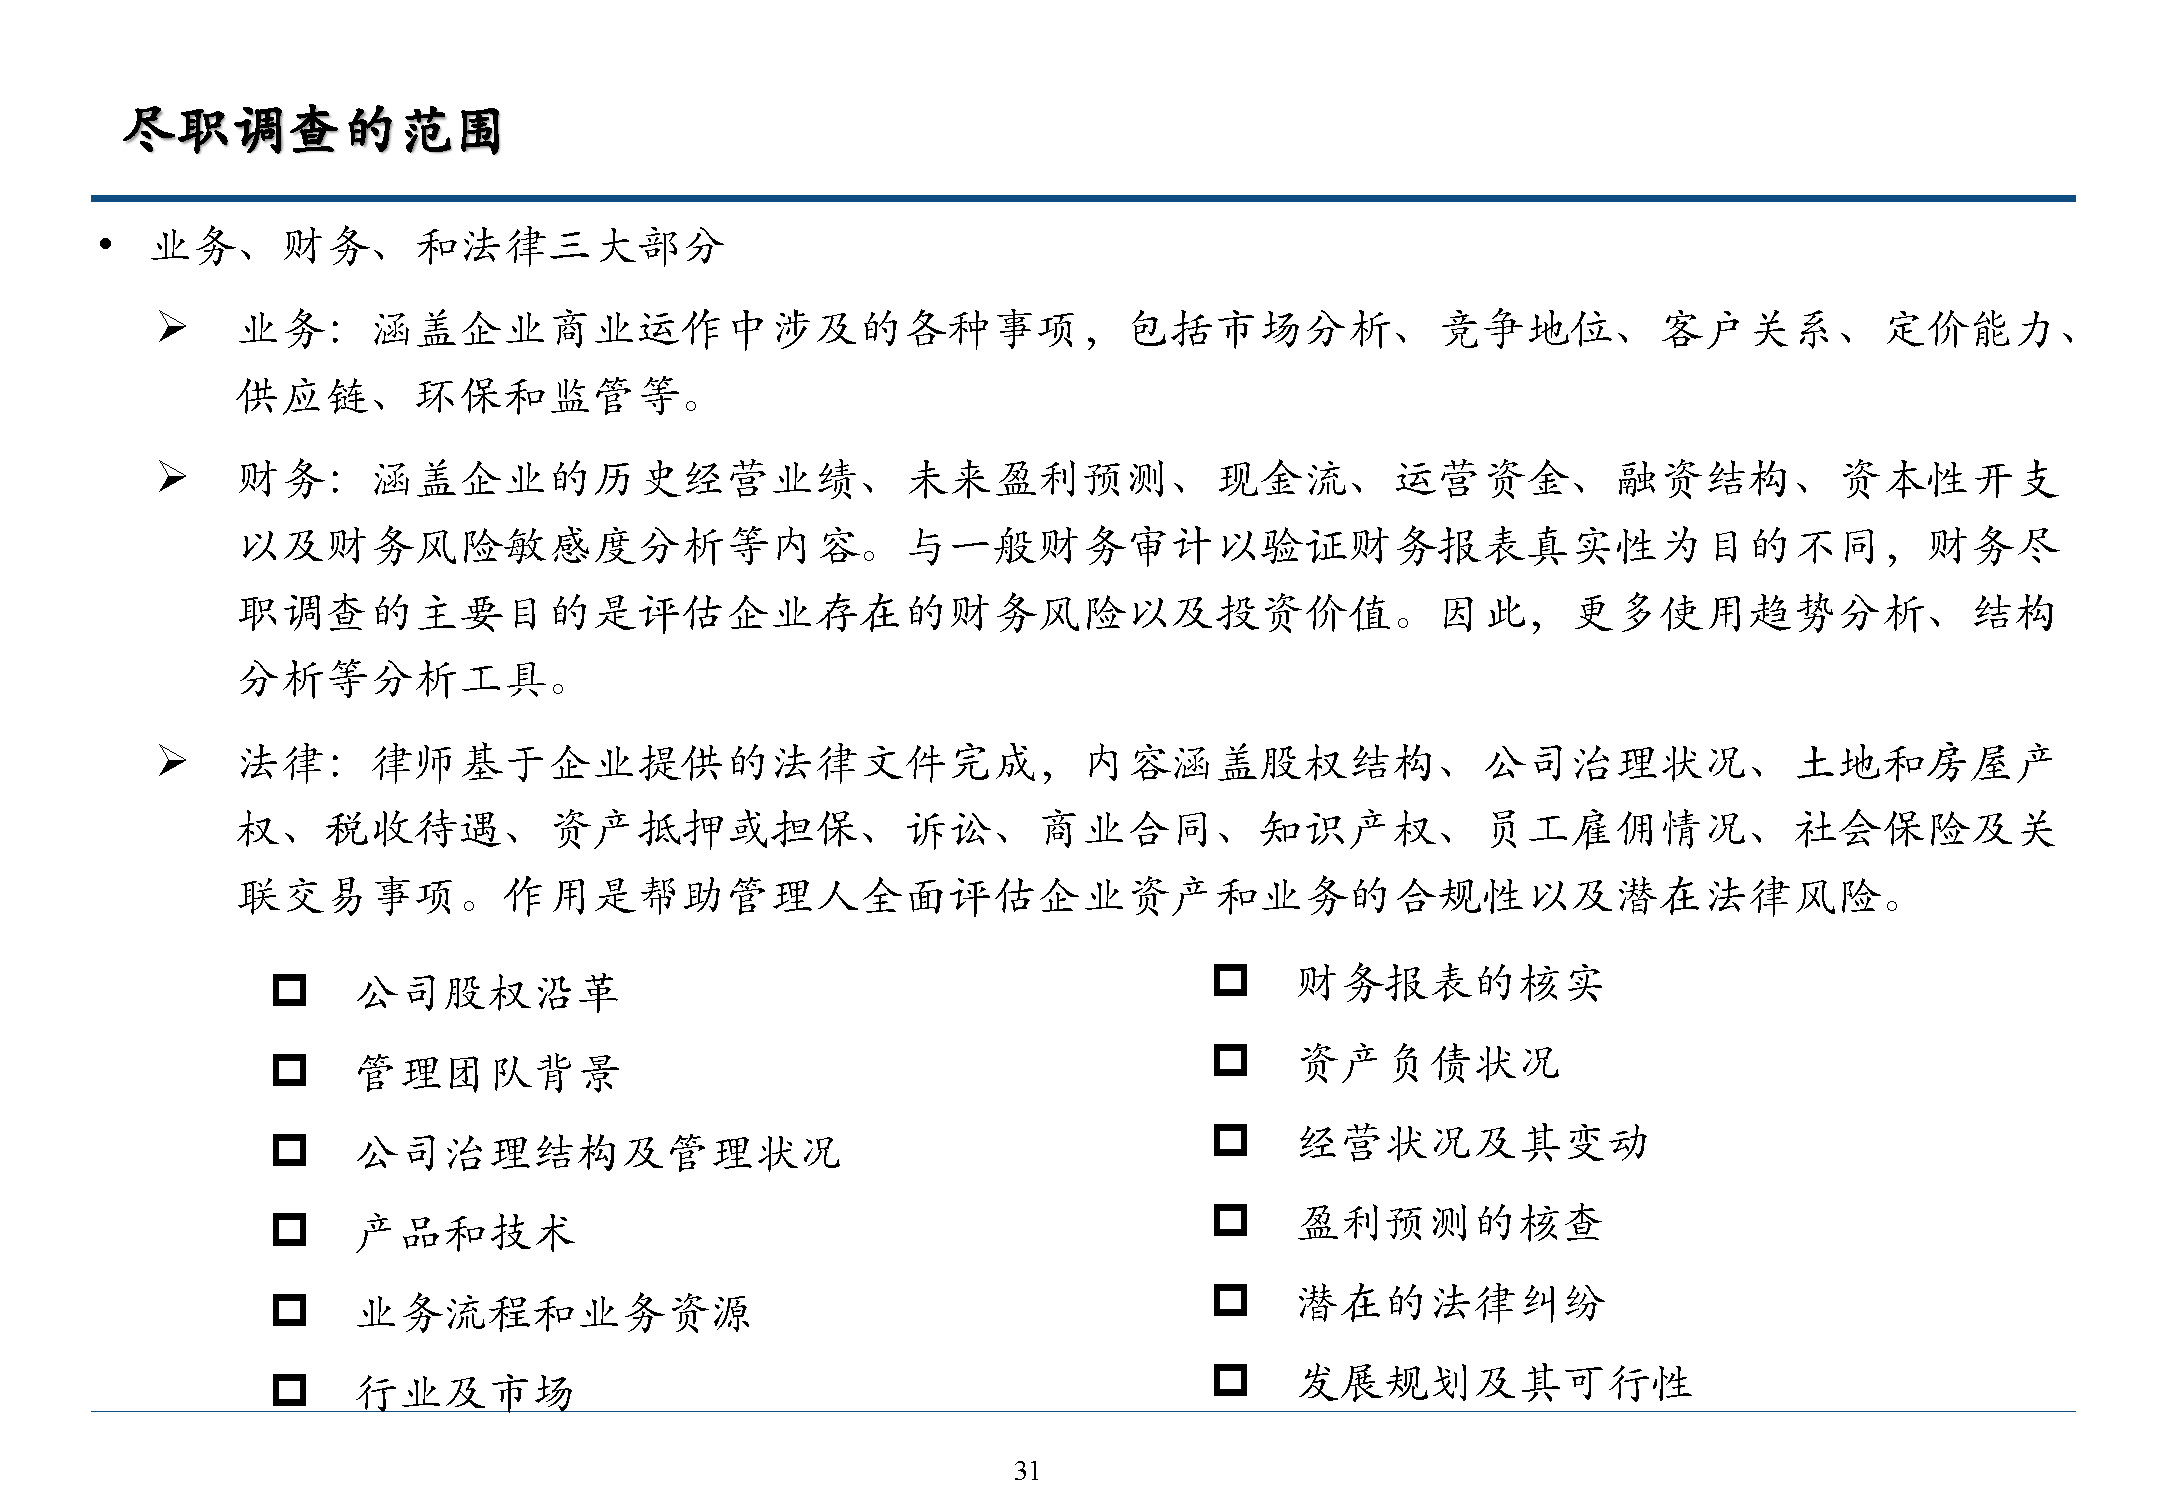 尽职调查的范围
• 业务、财务、和法律三大部分
➢ 业务：涵盖企业商业运作中涉及的各种事项，包括市场分析、竞争地位、客户关系、定价能力、
供应链、环保和监管等。
➢ 财务：涵盖企业的历史经营业绩、未来盈利预测、现金流、运营资金、融资结构、资本性开支
以及财务风险敏感度分析等内容。与一般财务审计以验证财务报表真实性为目的不同，财务尽
职调查的主要目的是评估企业存在的财务风险以及投资价值。因此，更多使用趋势分析、结构
分析等分析工具。
➢ 法律：律师基于企业提供的法律文件完成，内容涵盖股权结构、公司治理状况、土地和房屋产
权、税收待遇、资产抵押或担保、诉讼、商业合同、知识产权、员工雇佣情况、社会保险及关
联交易事项。作用是帮助管理人全面评估企业资产和业务的合规性以及潜在法律风险。
□ 公司股权沿革
□ 管理团队背景
□ 公司治理结构及管理状况
□ 产品和技术
□ 业务流程和业务资源
□ 行业及市场
□ 财务报表的核实
□ 资产负债状况
□ 经营状况及其变动
□ 盈利预测的核查
□ 潜在的法律纠纷
□ 发展规划及其可行性
31